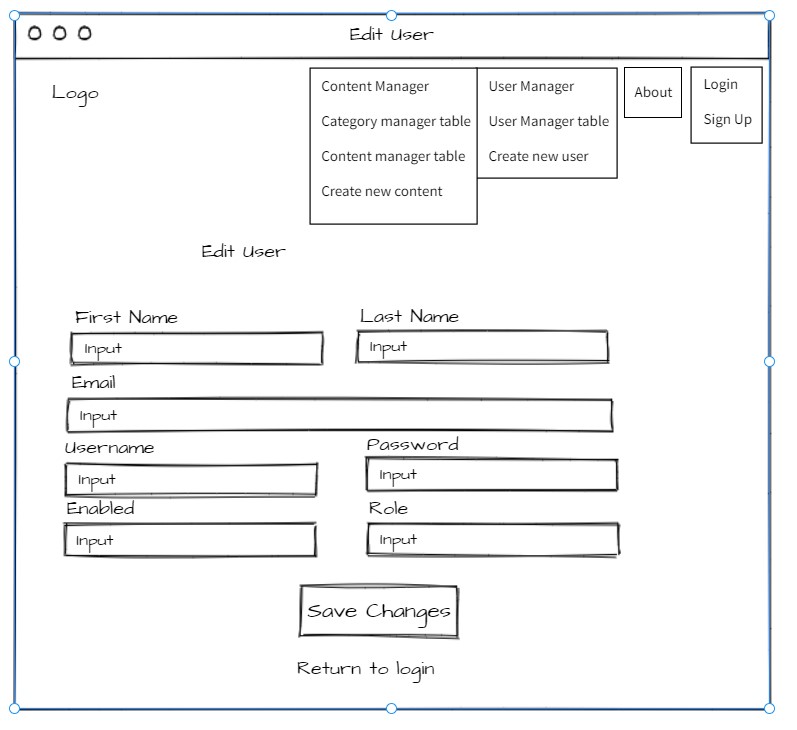 Edit User
Logo
Content Manager
Category manager table
Content manager table
Create new content
User Manager
User Manager table
Create new user
About
Login
Sign Up
Edit User
First Name
Last Name
Input
Input
Email
Input
Username
Password
Input
Input
Enabled
Role
Input
Input
Save Changes
Return to login